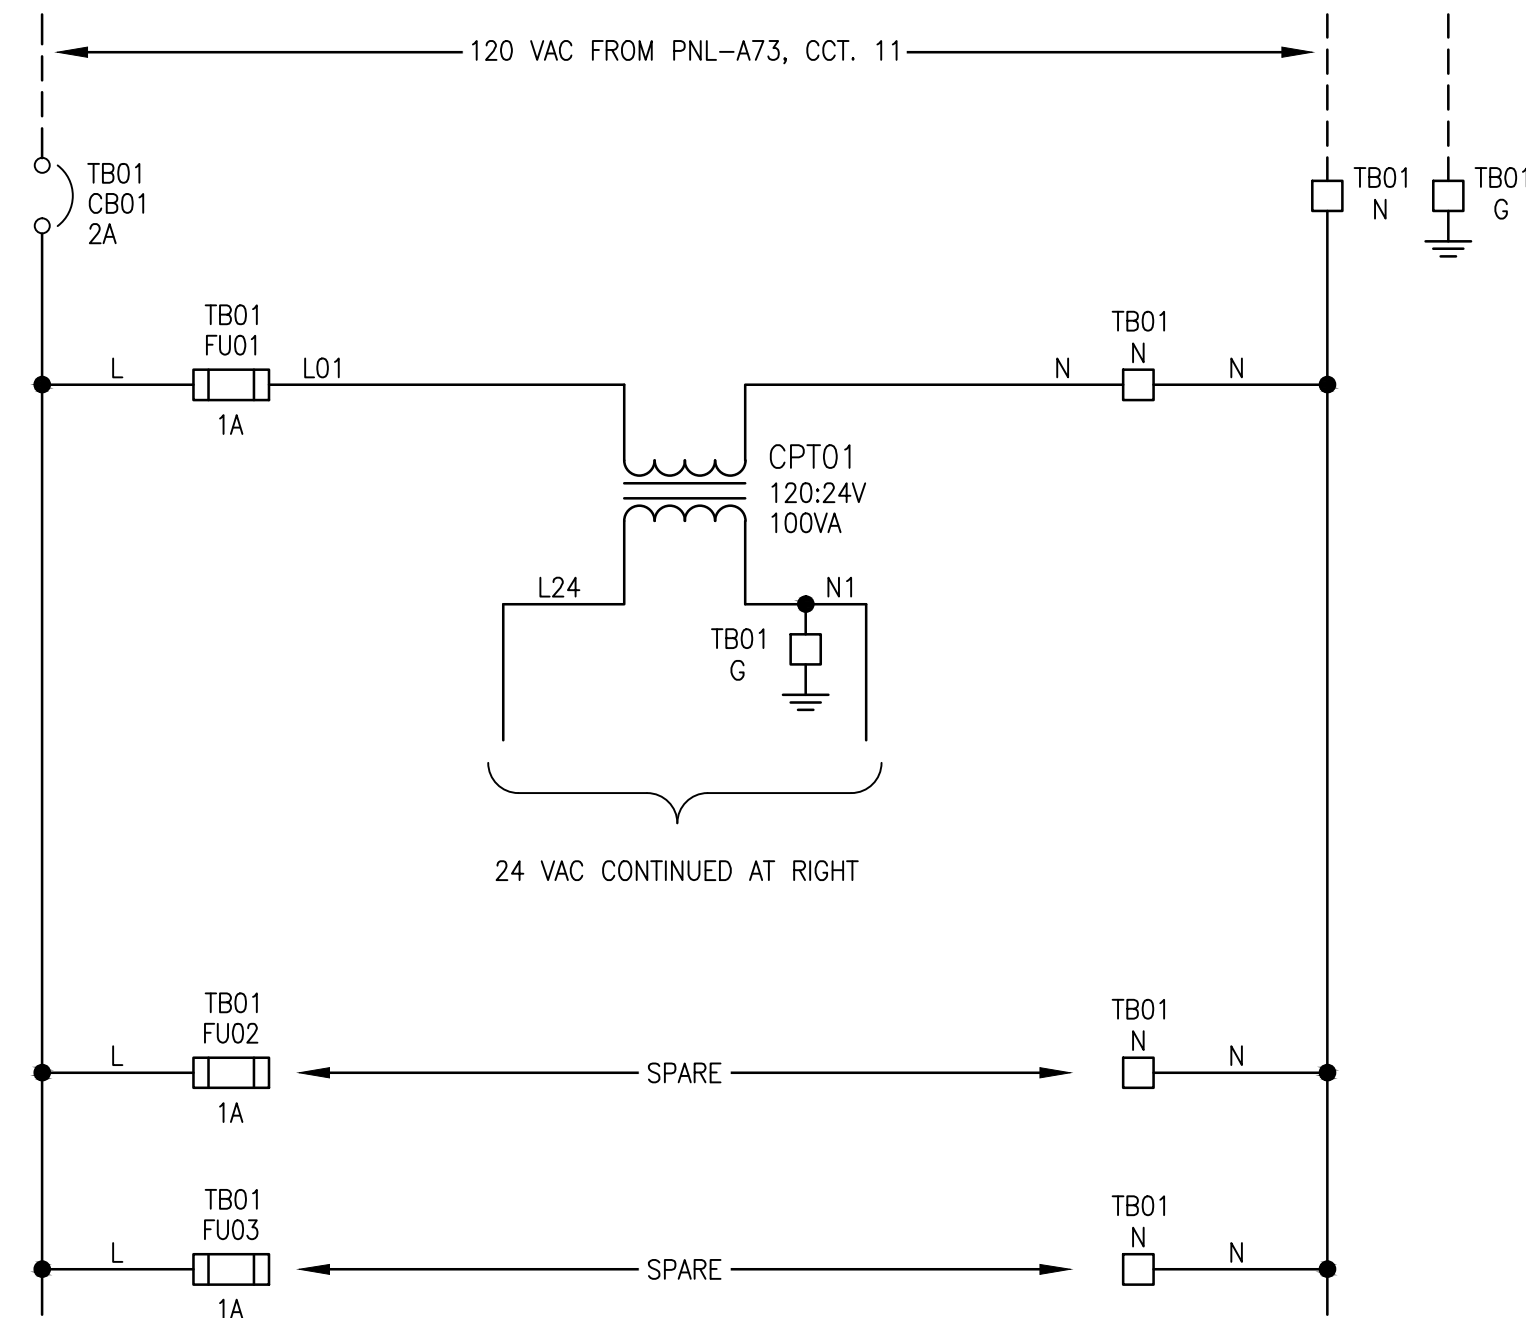 120 VAC FROM PNL-A73, CCT. 11
TB01
CB01
2A
TB01
N
TB01
G
TB01
FU01
L
L01
1A
TB01
N
N
N
CPT01
120:24V
100VA
L24
N1
TB01
G
24 VAC CONTINUED AT RIGHT
TB01
FU02
L
1A
SPARE
TB01
N
N
TB01
FU03
L
1A
SPARE
TB01
N
N